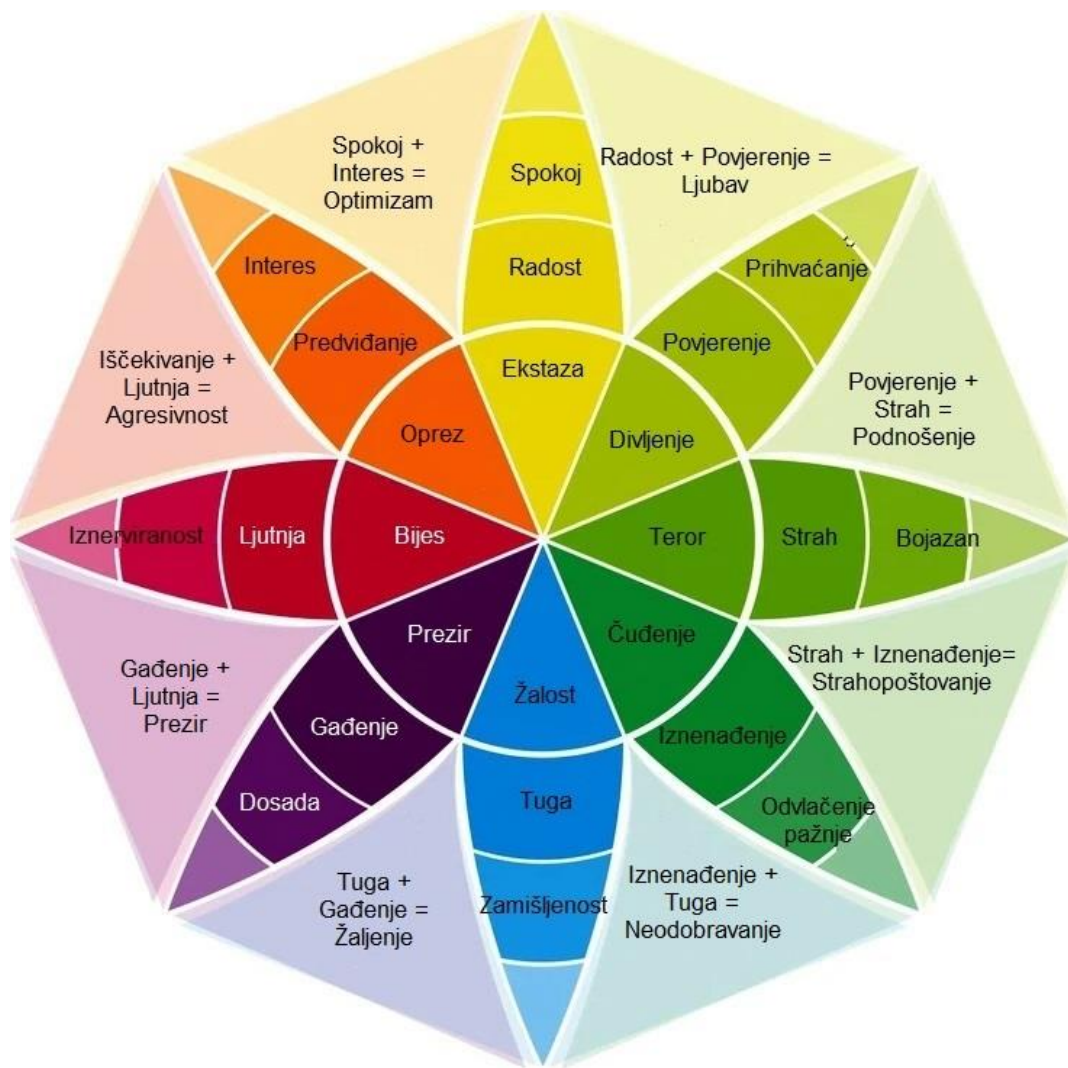 Spokoj +
Interes =
Optimizam
Spokoj
Radost + Povjerenje =
Ljubav
Interes
Radost
Prihvaćanje
Predviđanje
Povjerenje
Iščekivanje +
Ljutnja =
Agresivnost
Ekstaza
Povjerenje +
Strah =
Podnošenje
Oprez
Divljenje
Iznerviranost
Ljutnja
Bijes
Teror
Strah
Bojazan
Prezir
Čuđenje
Gađenje +
Ljutnja =
Prezir
Žalost
Strah + Iznenađenje=
Strahopoštovanje
Gađenje
Iznenađenje
Dosada
Tuga
Odvlačenje
pažnje
Tuga +
Gađenje =
Žaljenje
Zamišljenost
Iznenađenje +
Tuga =
Neodobravanje